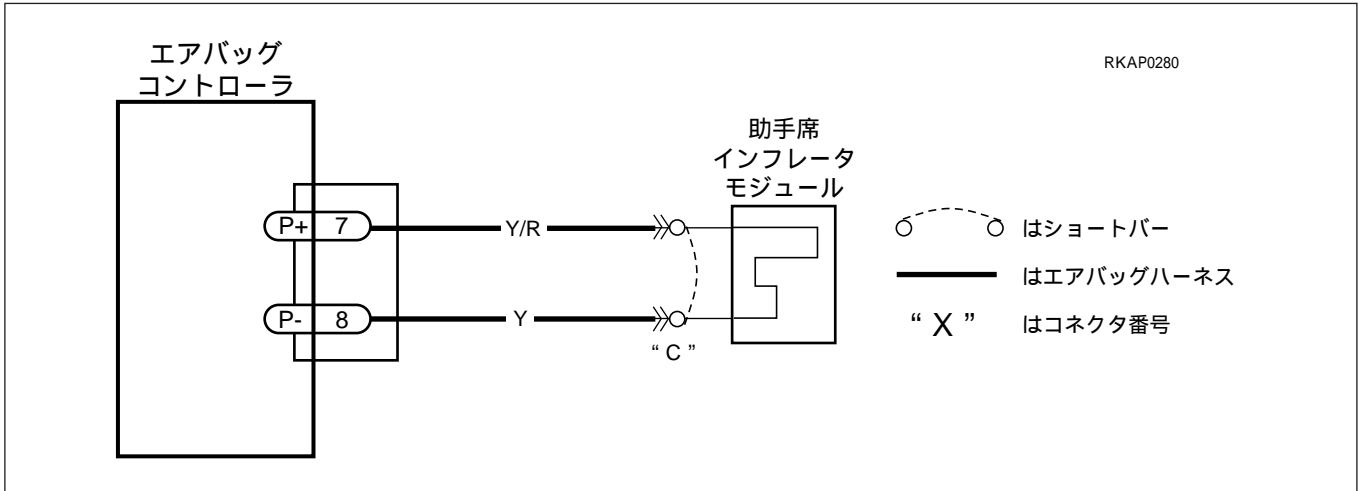 エアバッグ
コントローラ
RKAP0280
助手席
インフレータ
モジュール
P+ 7
Y/R
P- 8
Y
“ C ”
はショートバー
はエアバッグハーネス
“ X ” はコネクタ番号